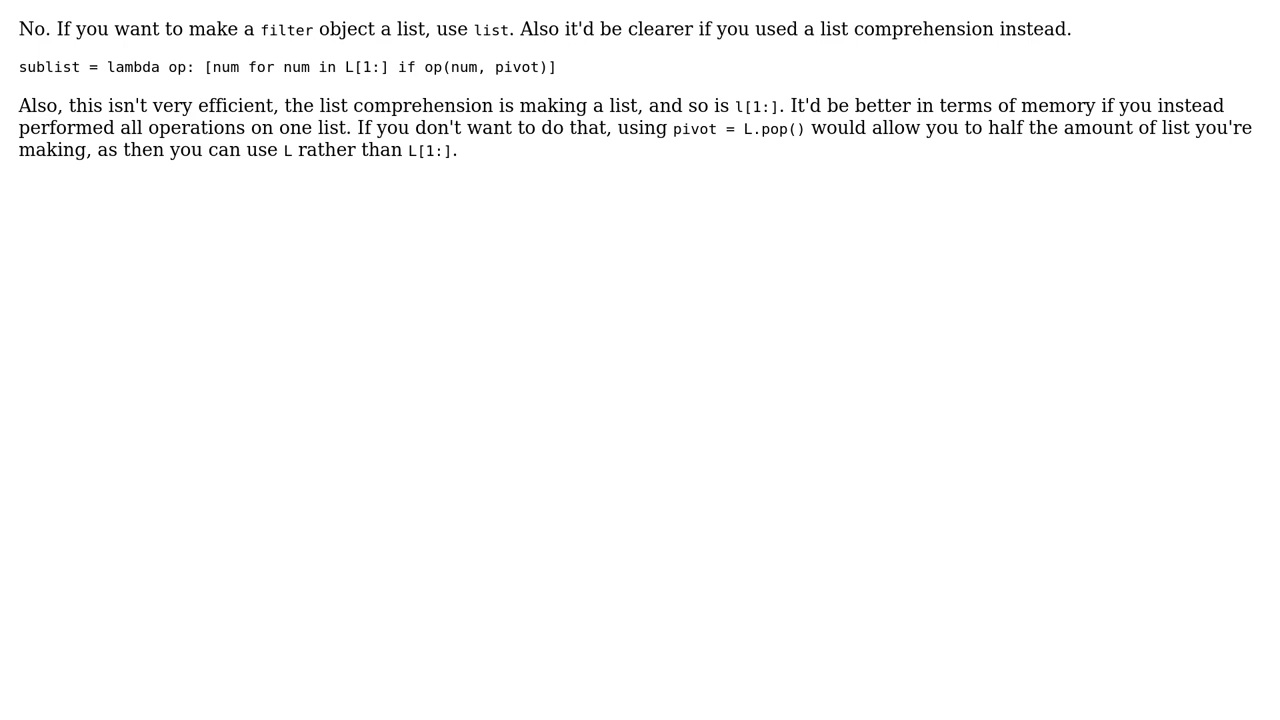 No. If you want to make a filter object a list, use list. Also it'd be clearer if you used a list comprehension instead.
sublist = lambda op: [num for num in L[1:] if op(num, pivot)]
Also, this isn't very efficient, the list comprehension is making a list, and so is l[1:]. It'd be better in terms of memory if you instead
performed all operations on one list. If you don't want to do that, using pivot = L.pop() would allow you to half the amount of list you're
making, as then you can use L rather than L[1:].